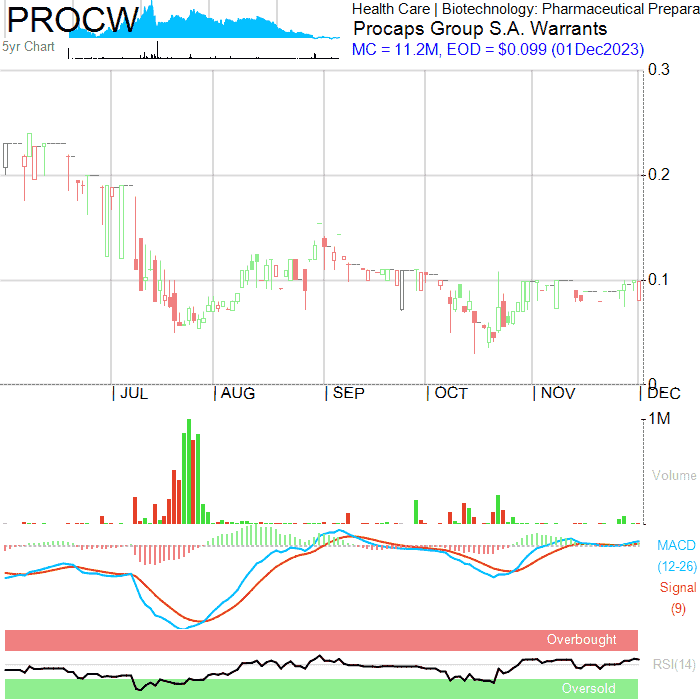 PROCW
5yr Chart
Health Care | Biotechnology: Pharmaceutical Prepara
Procaps Group S.A. Warrants
MC = 11.2M, EOD = $0.099 (01Dec2023)
0.3
0.2
0.1
0
| JUL | AUG | SEP | OCT | NOV | DEC
1M
Volume
MACD
(12-26)
Signal
(9)
Overbought
RSI(14)
Oversold